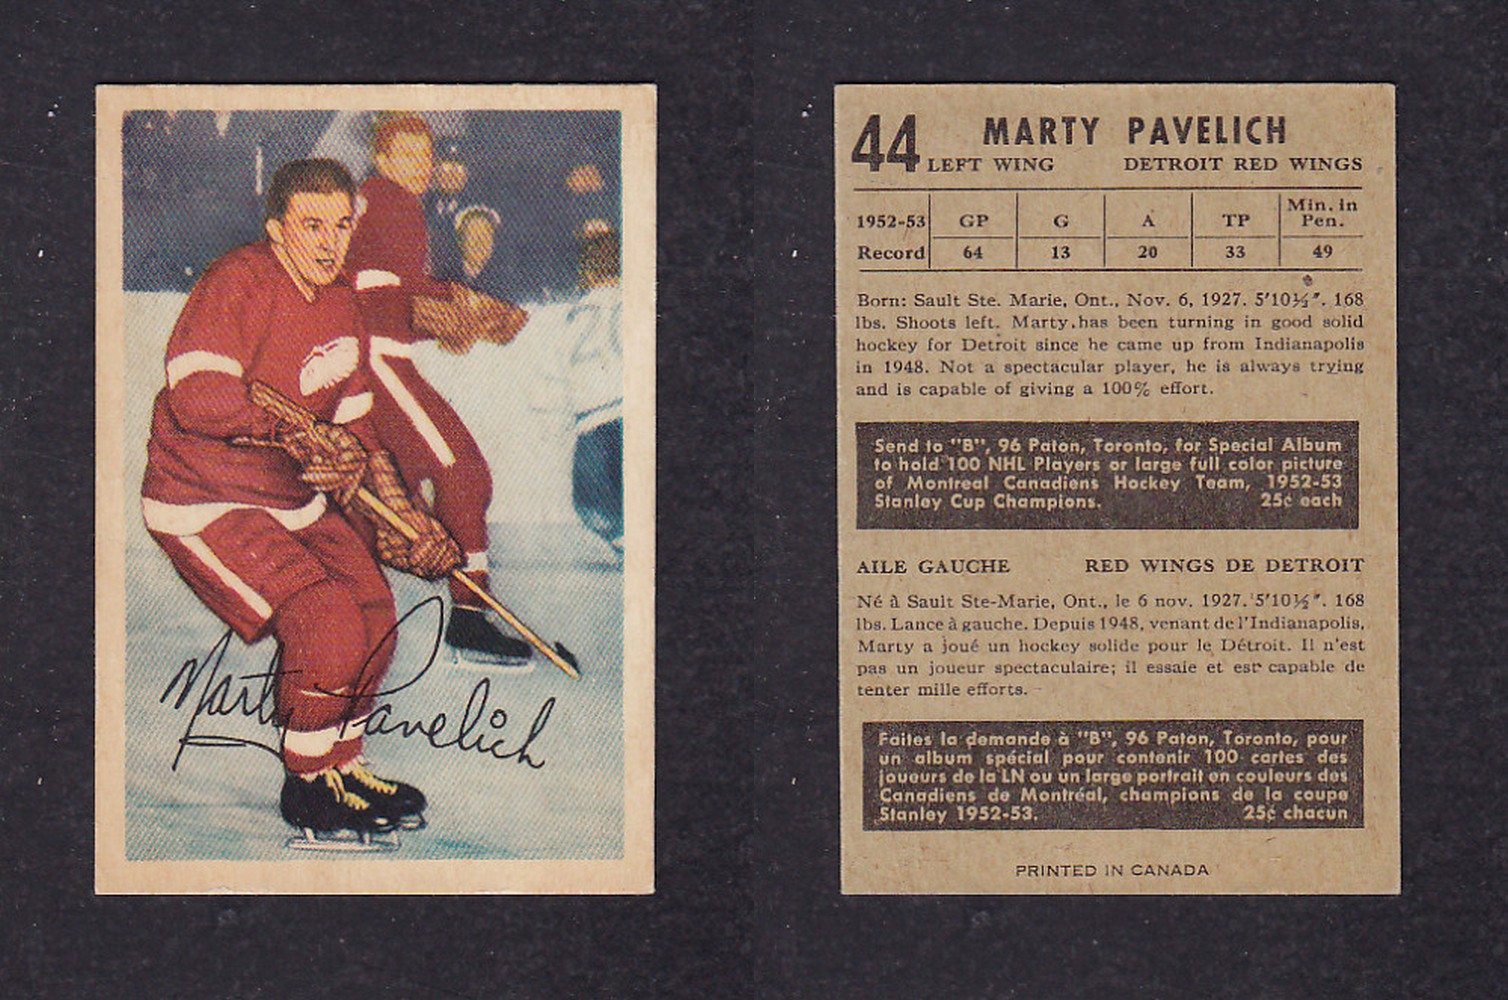 Marty Pavelich
44 MARTY PAVELICH
LEFT WING DETROIT RED WINGS
1952-53 GP G A TP Min. in Pen.
Record 64 13 20 33 49
Born: Sault Ste. Marie, Ont., Nov. 6, 1927. 5'10½". 168
lbs. Shoots left. Marty has been turning in good solid
hockey for Detroit since he came up from Indianapolis
in 1948. Not a spectacular player, he is always trying
and is capable of giving a 100% effort.
Send to "B", 96 Paton, Toronto, for Special Album
to hold 100 NHL Players or large full color picture
of Montreal Canadiens Hockey Team, 1952-53
Stanley Cup Champions. 25¢ each
AILE GAUCHE RED WINGS DE DETROIT
Né à Sault Ste-Marie, Ont., le 6 nov. 1927. 5'10½". 168
lbs. Lance à gauche. Depuis 1948, venant de l'Indianapolis,
Marty a joué un hockey solide pour le Détroit. Il n'est
pas un joueur spectaculaire; il essaie et est capable de
tenter mille efforts.
Faites la demande à "B", 96 Paton, Toronto, pour
un album spécial pour contenir 100 cartes des
joueurs de la LN ou un large portrait en couleurs des
Canadiens de Montréal, champions de la coupe
Stanley 1952-53. 25¢ chacun
PRINTED IN CANADA